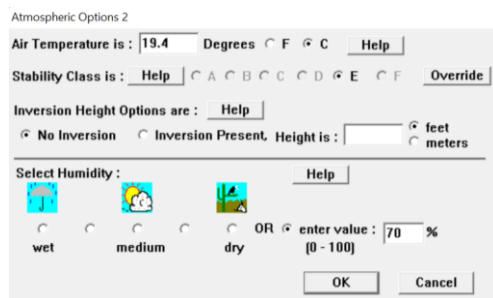 Atmospheric Options 2
Air Temperature is : 19.4 Degrees F C Help
Stability Class is : Help A B C D E F Override
Inversion Height Options are : Help
No Inversion Inversion Present, Height is : feet
meters
Select Humidity : Help
OR enter value : 70 %
wet medium dry (0 - 100)
OK Cancel